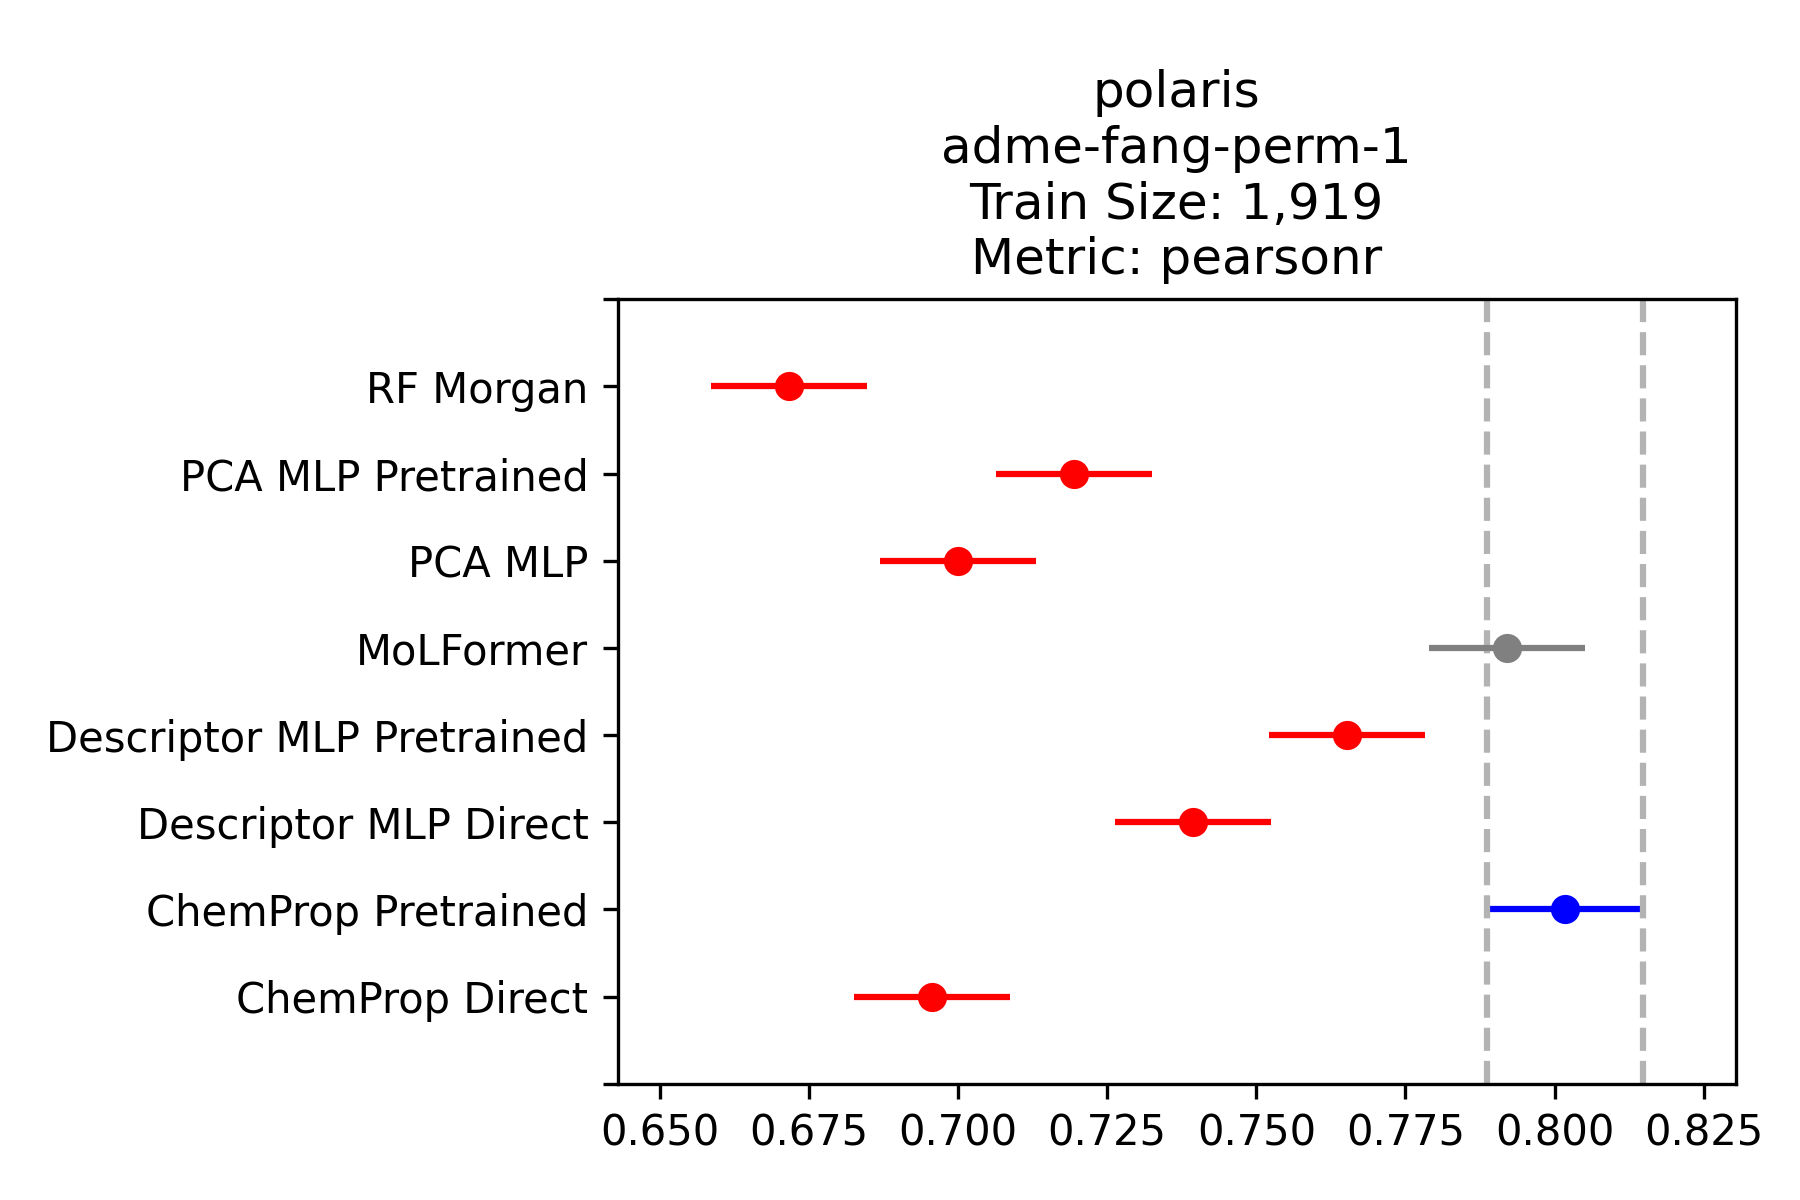 polaris
adme-fang-perm-1
Train Size: 1,919
Metric: pearsonr
RF Morgan
PCA MLP Pretrained
PCA MLP
MoLFormer
Descriptor MLP Pretrained
Descriptor MLP Direct
ChemProp Pretrained
ChemProp Direct
0.650 0.675 0.700 0.725 0.750 0.775 0.800 0.825